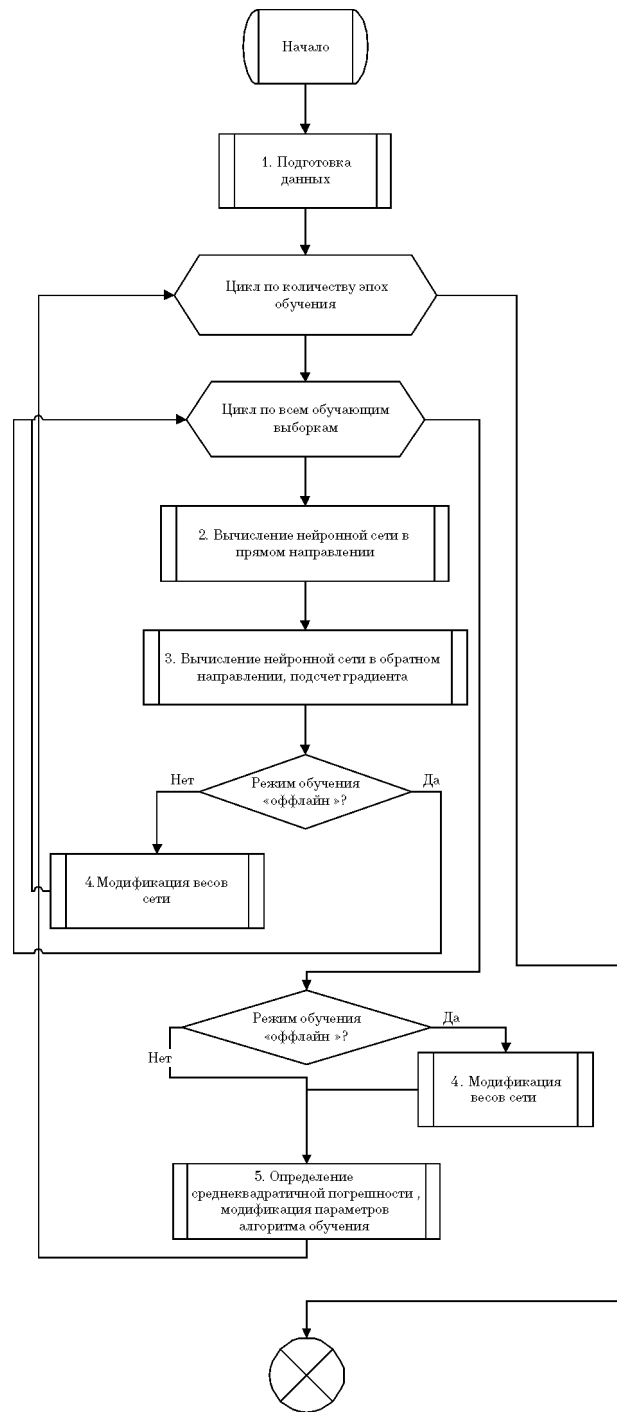 Начало
1. Подготовка
данных
Цикл по количеству эпох
обучения
Цикл по всем обучающим
выборкам
2. Вычисление нейронной сети в
прямом направлении
3. Вычисление нейронной сети в обратном
направлении, подсчет градиента
Нет
Режим обучения
«оффлайн »?
Да
4.Модификация весов
сети
Режим обучения
«оффлайн »?
Да
Нет
4. Модификация
весов сети
5. Определение
среднеквадратичной погрешности ,
модификация параметров
алгоритма обучения